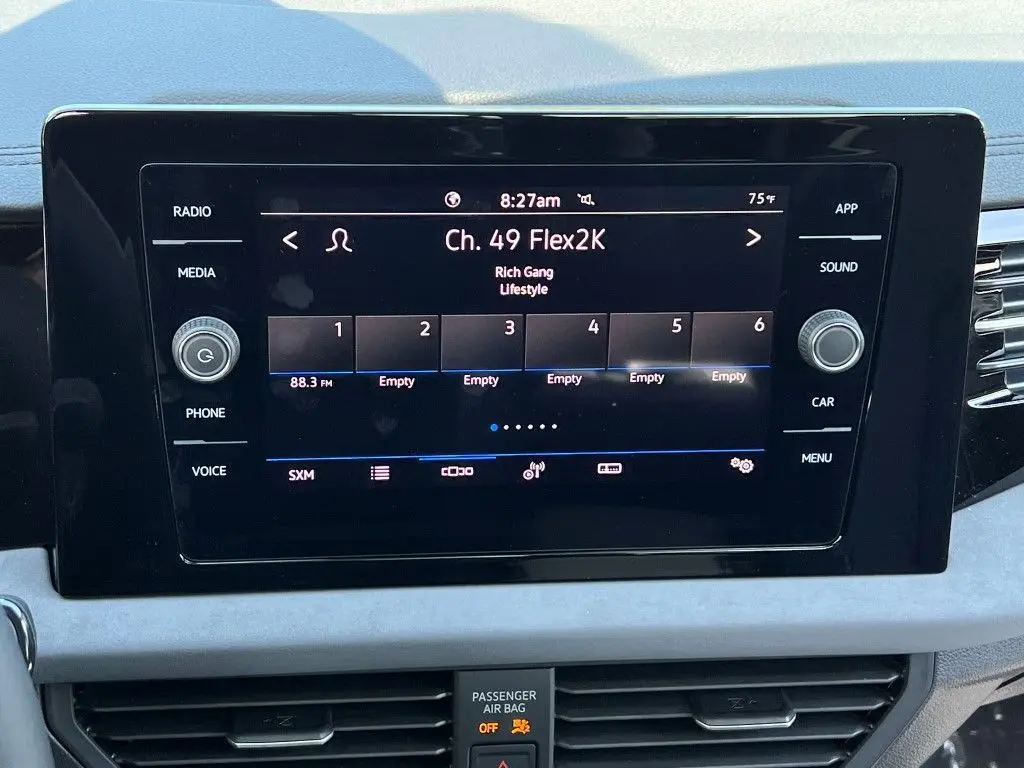 8:27am
75°F
RADIO
APP
Ch. 49 Flex2K
MEDIA
SOUND
Rich Gang
Lifestyle
1 2 3 4 5 6
88.3 FM Empty Empty Empty Empty Empty
PHONE
CAR
VOICE
MENU
SXM
PASSENGER
AIR BAG
OFF